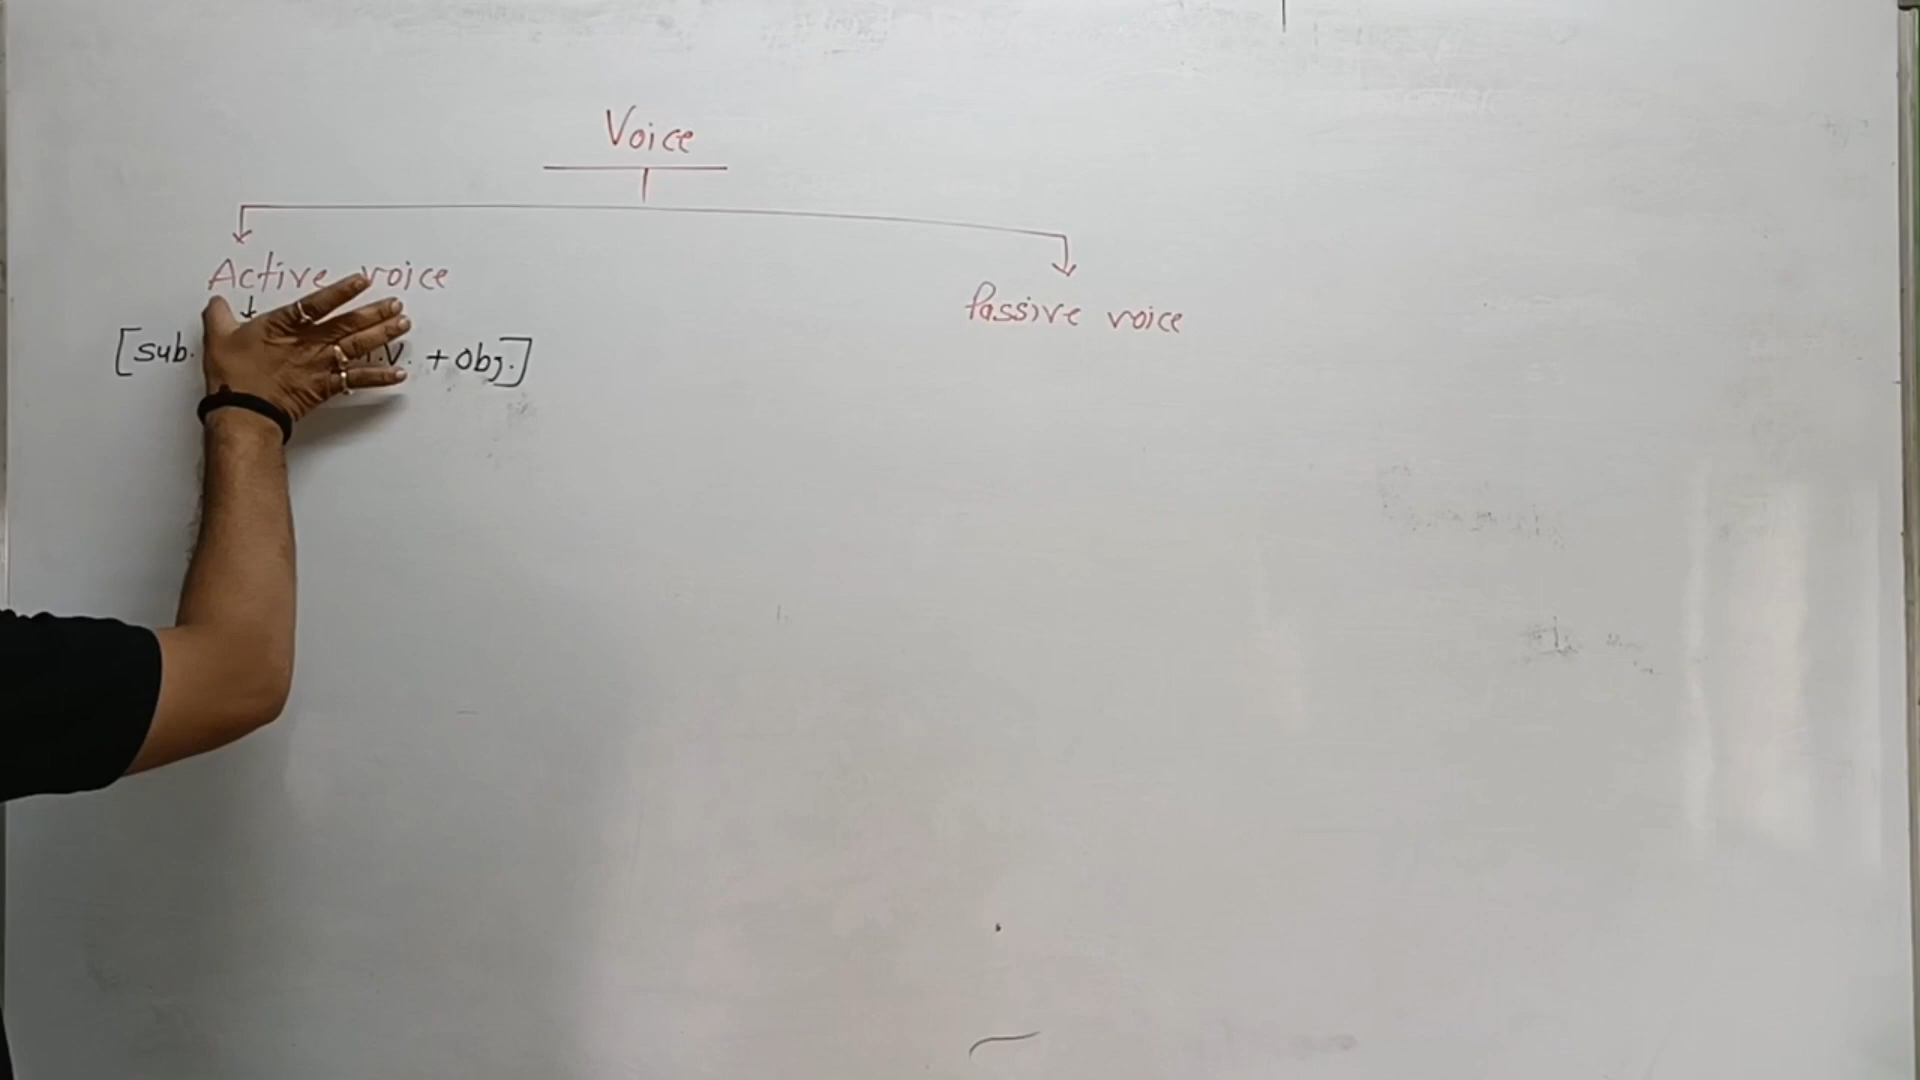 Voice
Active voice
Passive voice
[sub. .V. + obj.]